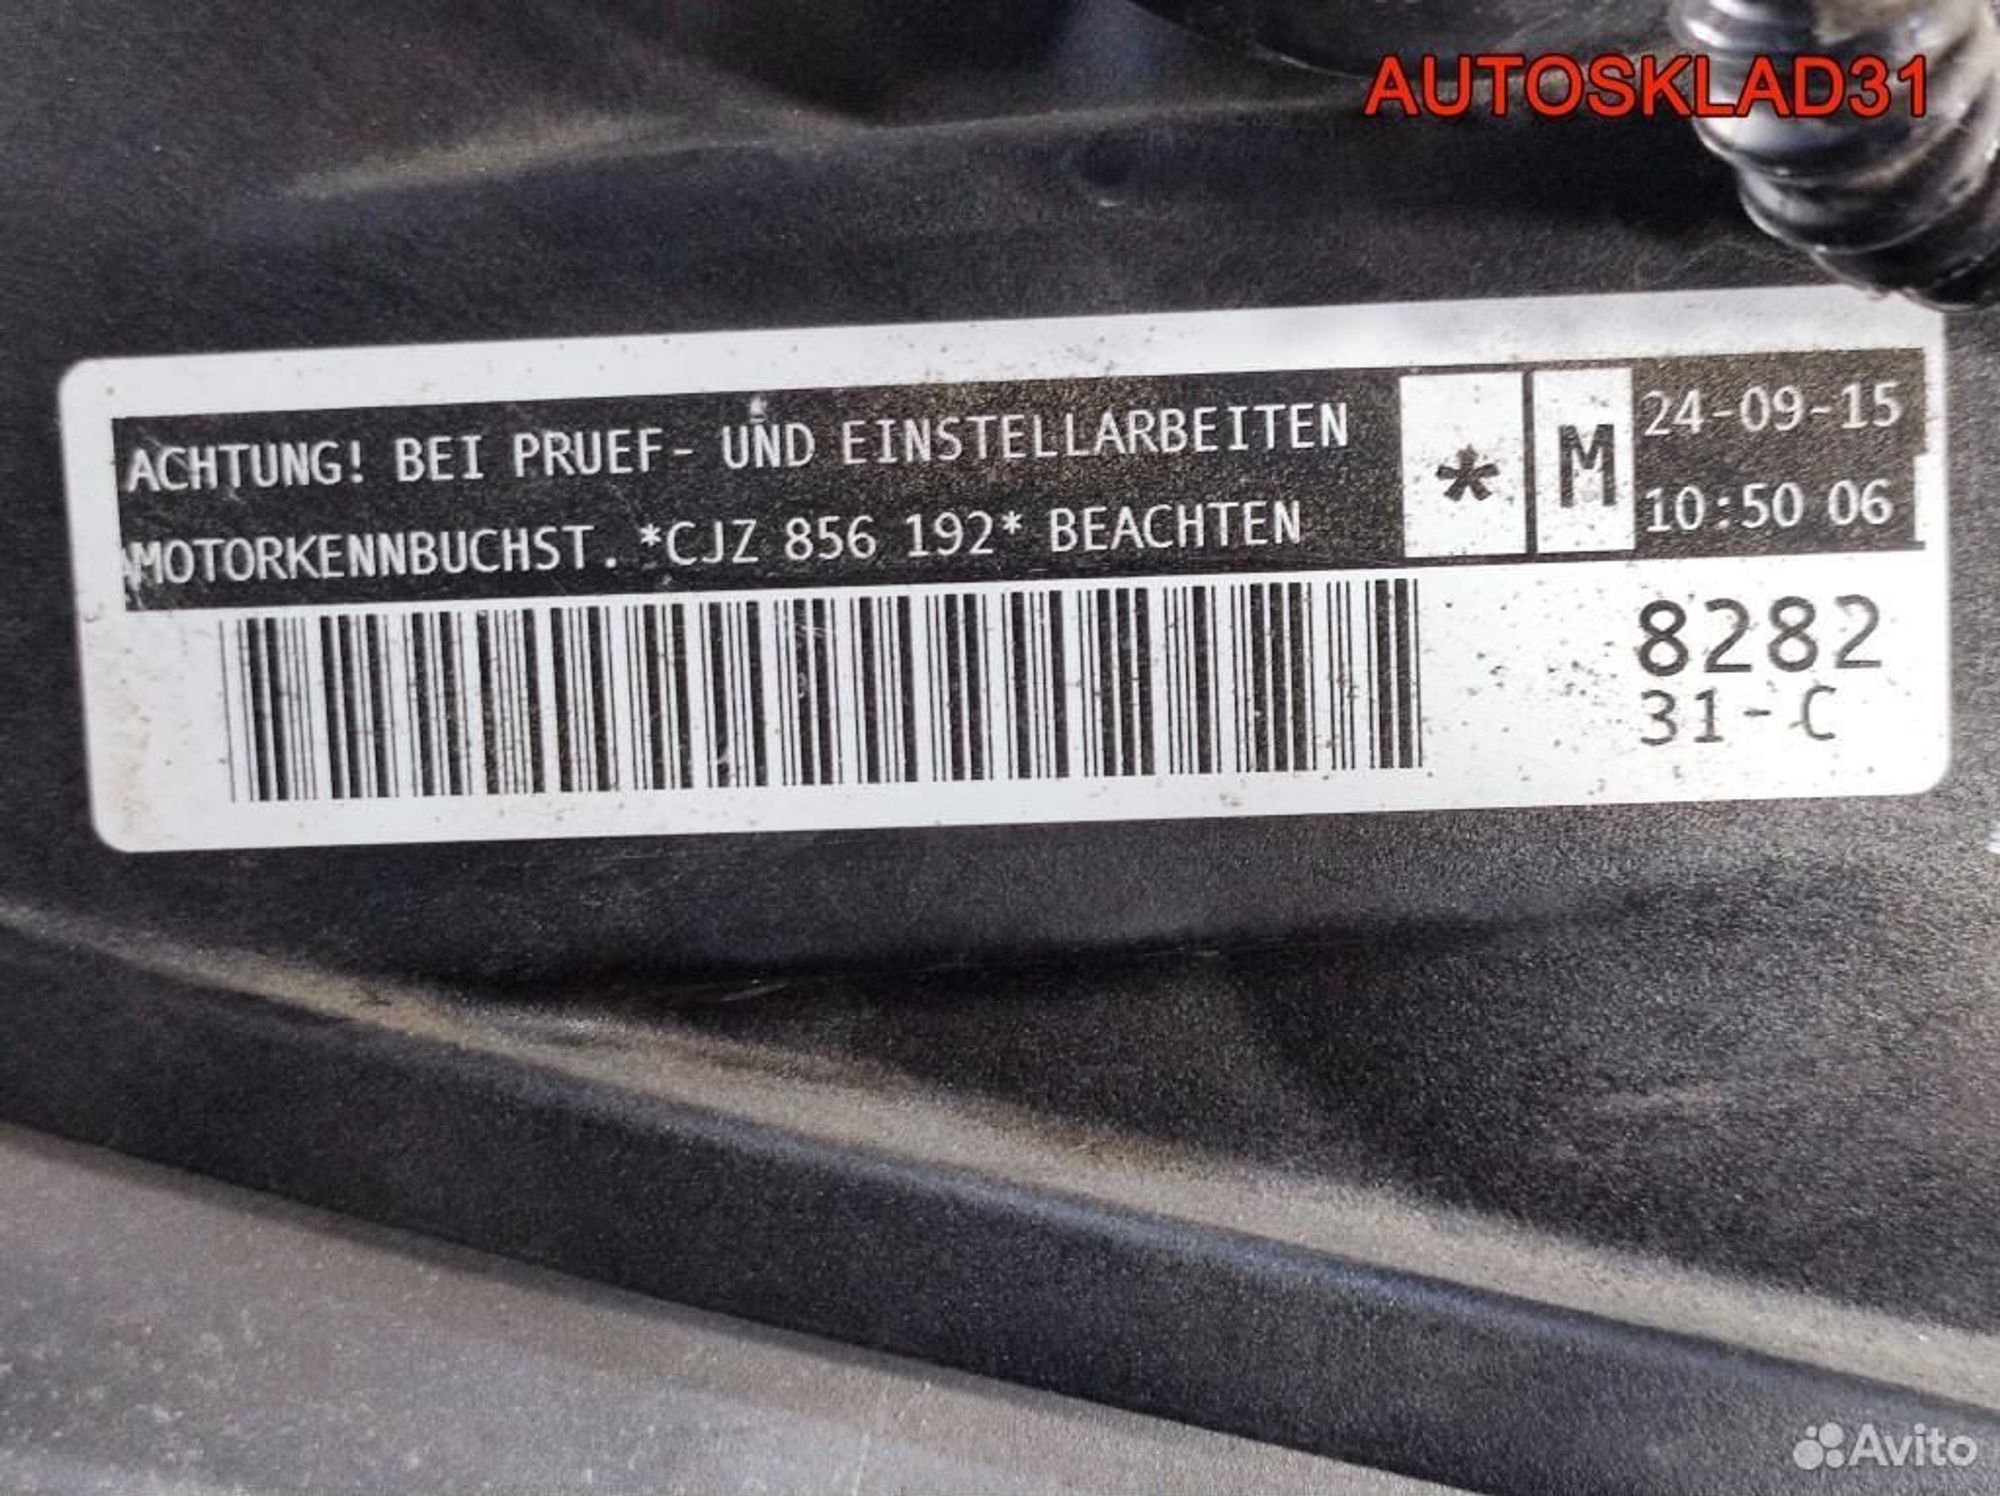 AUTOSKLAD31
ACHTUNG! BEI PRUEF- UND EINSTELLARBEITEN
MOTORKENNBUCHST. *CJZ 856 192* BEACHTEN
* M
24-09-15
10:50 06
8282
31-C
Avito